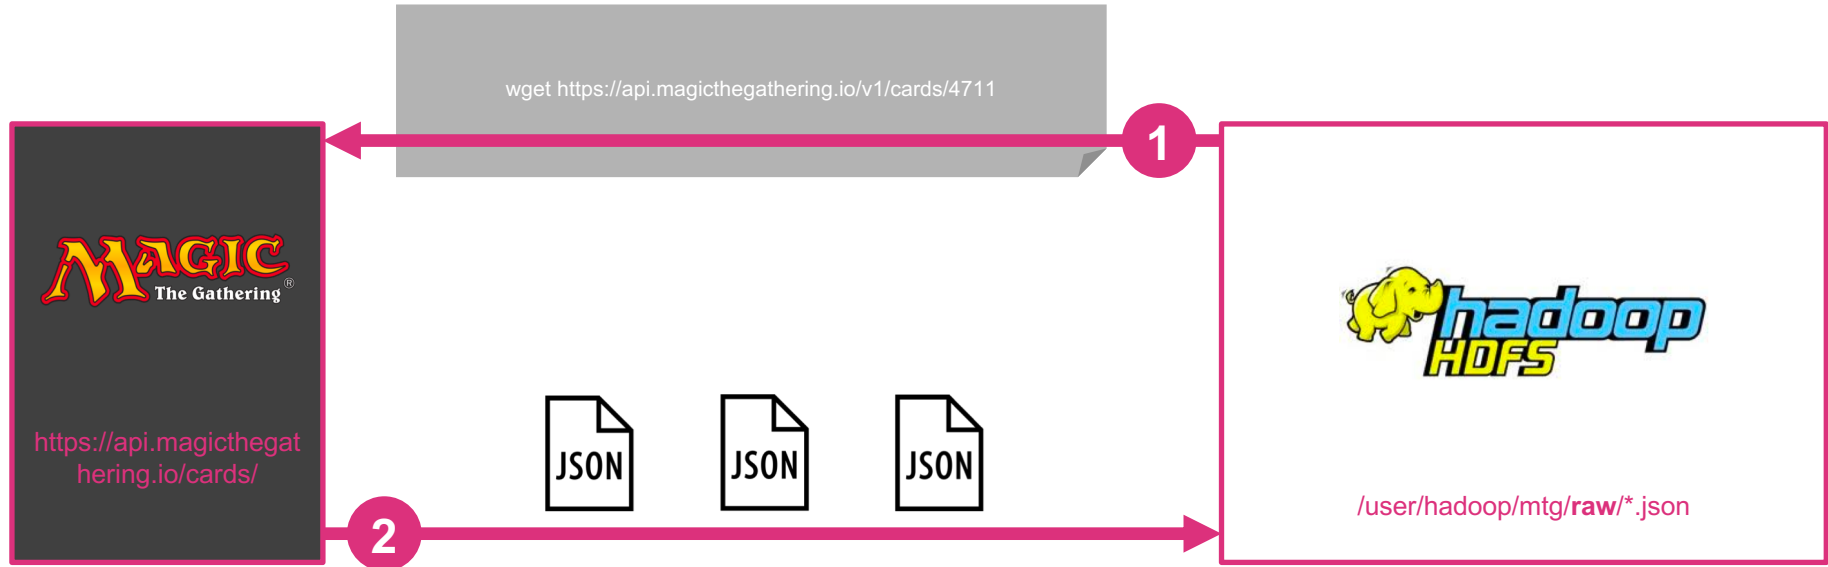 wget https://api.magicthegathering.io/v1/cards/4711
1
MAGIC
The Gathering®
hadoop
HDFS
https://api.magicthegat
hering.io/cards/
JSON
JSON
JSON
/user/hadoop/mtg/raw/*.json
2